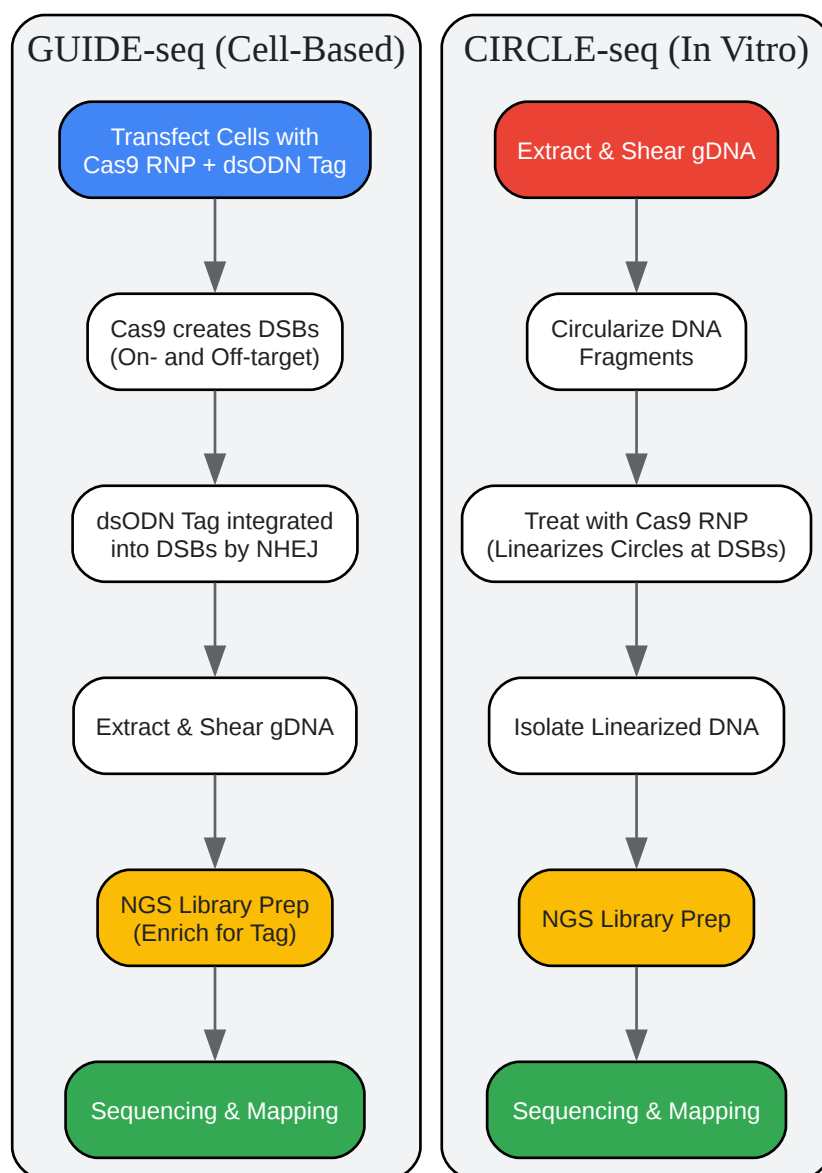 GUIDE-seq (Cell-Based)
Transfect Cells with
Cas9 RNP + dsODN Tag
Cas9 creates DSBs
(On- and Off-target)
dsODN Tag integrated
into DSBs by NHEJ
Extract & Shear gDNA
NGS Library Prep
(Enrich for Tag)
Sequencing & Mapping
CIRCLE-seq (In Vitro)
Extract & Shear gDNA
Circularize DNA
Fragments
Treat with Cas9 RNP
(Linearizes Circles at DSBs)
Isolate Linearized DNA
NGS Library Prep
Sequencing & Mapping